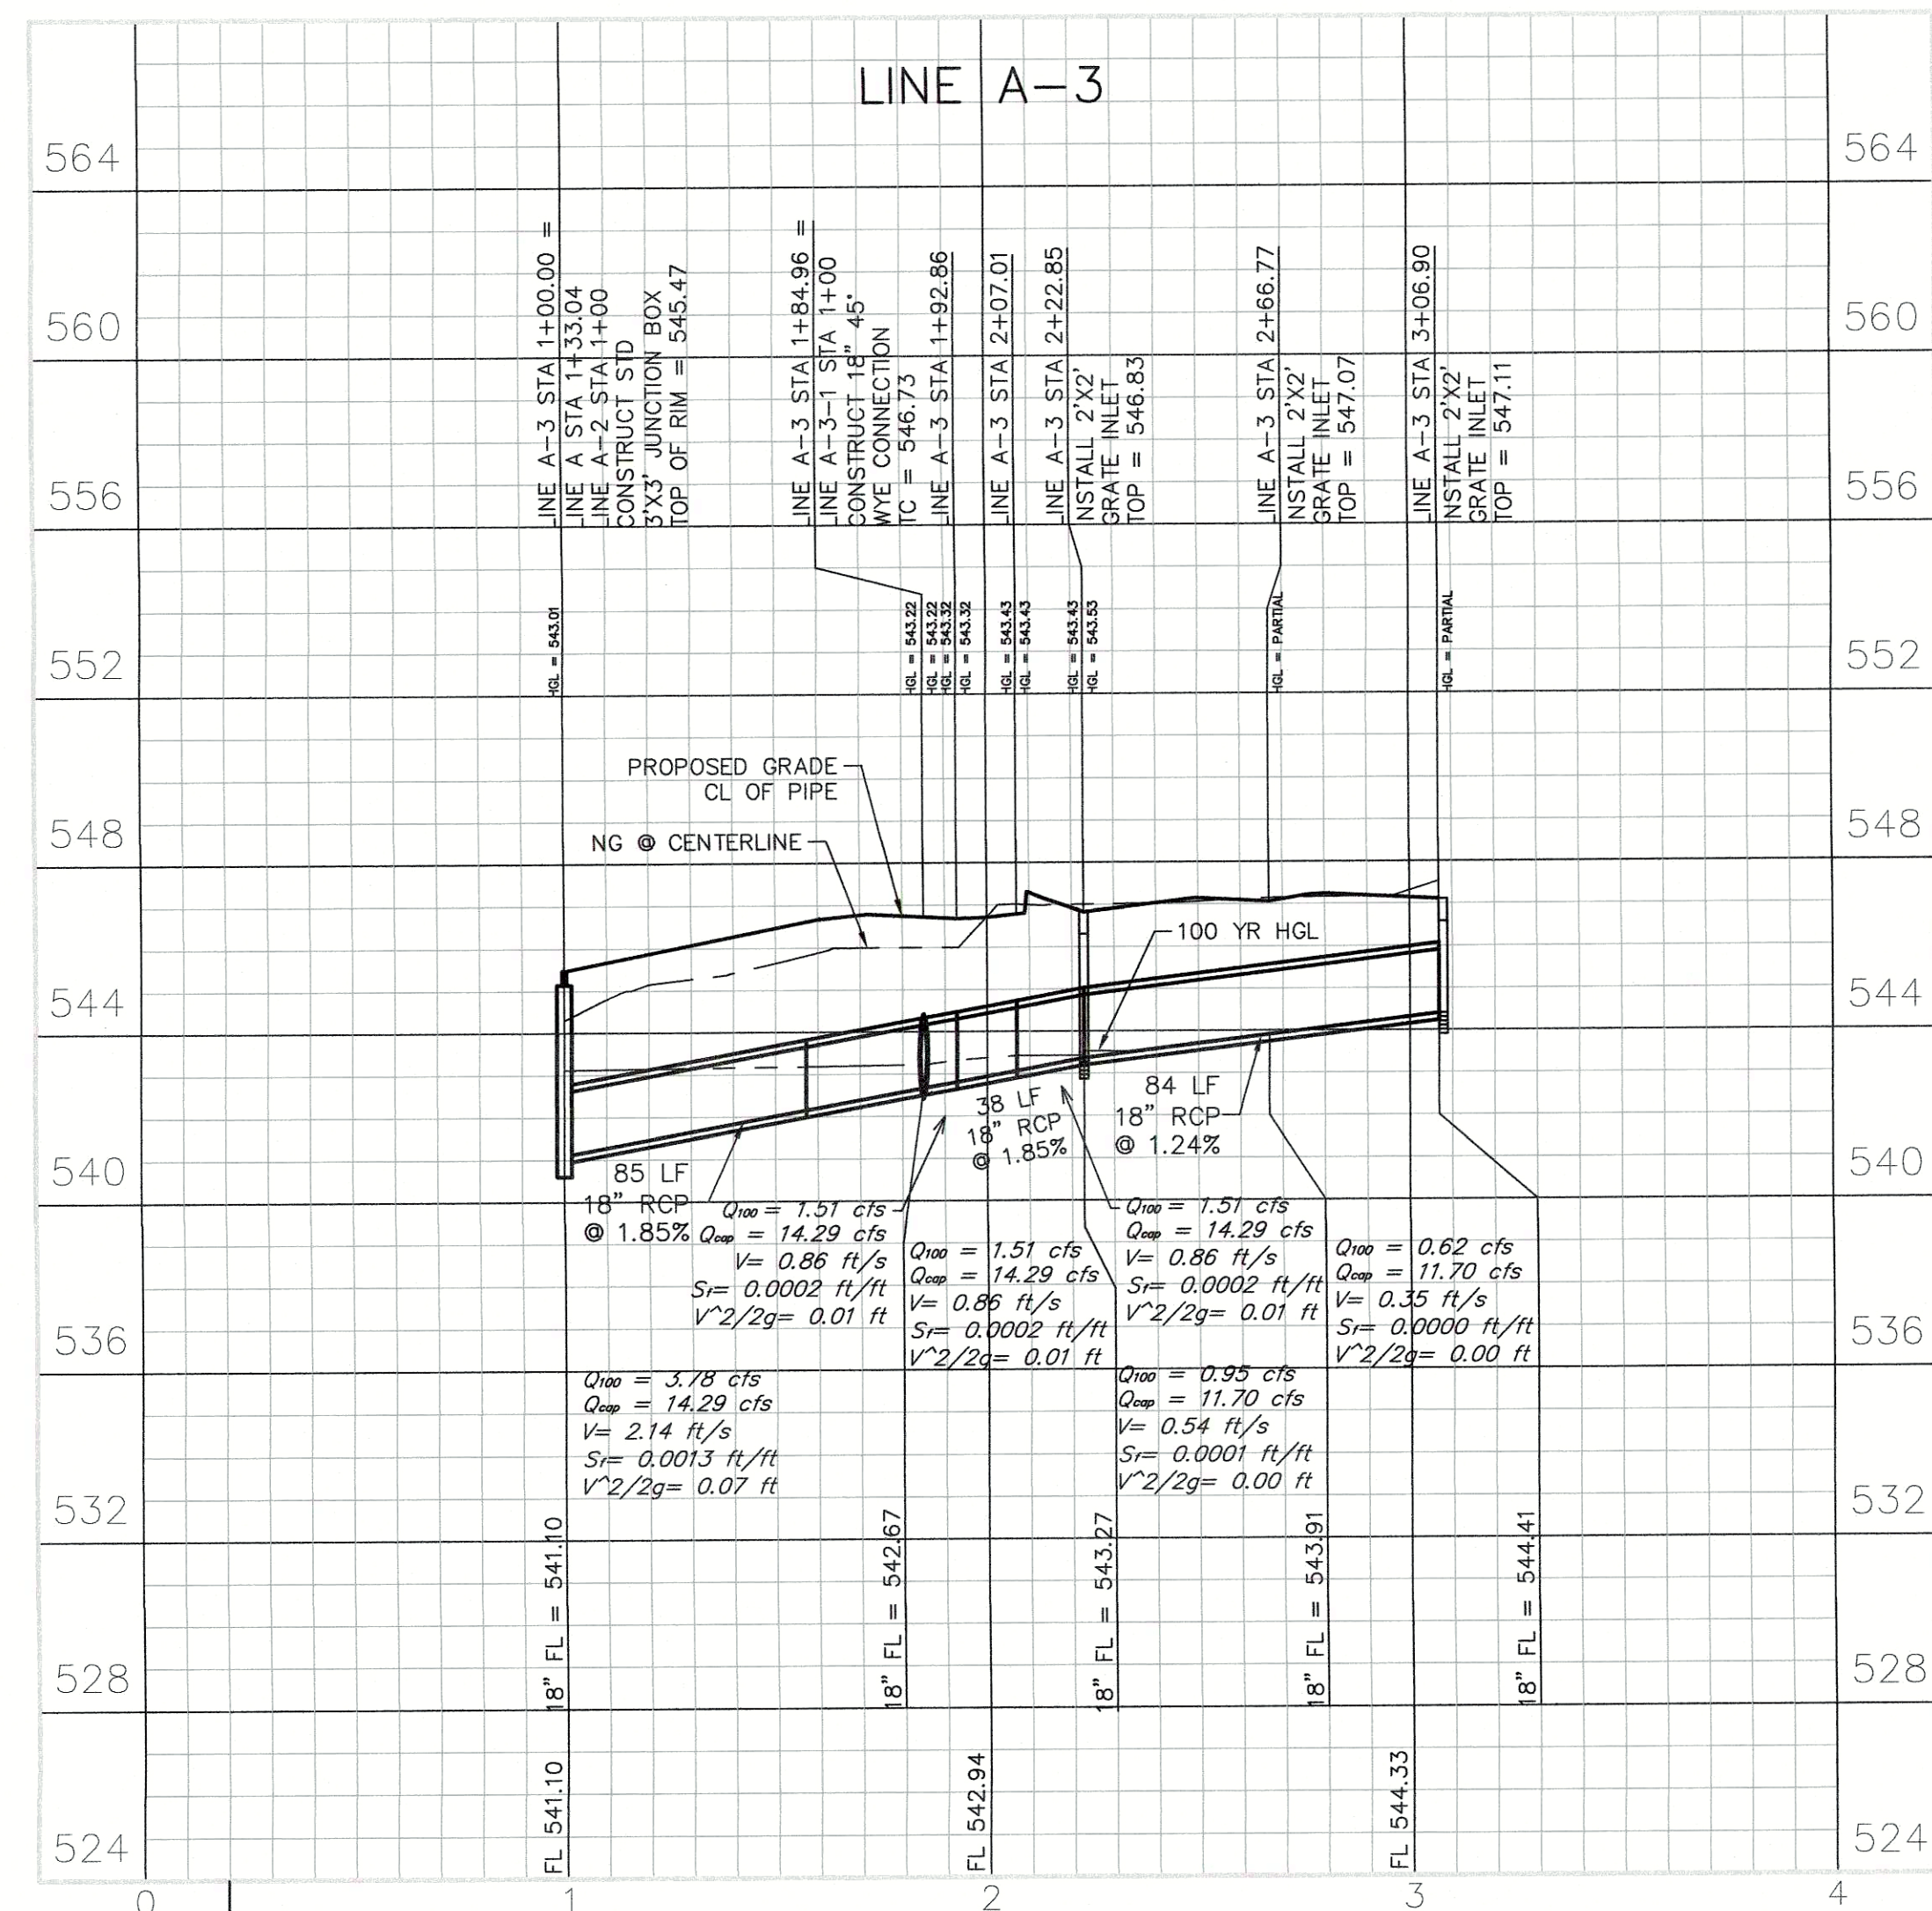 LINE A-3
564
560
556
552
548
544
540
536
532
528
524
564
560
556
552
548
544
540
536
532
528
524
LINE A-3 STA 1+00.00 =
LINE A STA 1+33.04
LINE A-2 STA 1+00
CONSTRUCT STD
3'X3' JUNCTION BOX
TOP OF RIM = 545.47
LINE A-3 STA 1+84.96 =
LINE A-3-1 STA 1+00
CONSTRUCT 18" 45°
WYE CONNECTION
TC = 546.73
LINE A-3 STA 1+92.86
LINE A-3 STA 2+07.01
LINE A-3 STA 2+22.85
INSTALL 2'X2'
GRATE INLET
TOP = 546.83
LINE A-3 STA 2+66.77
INSTALL 2'X2'
GRATE INLET
TOP = 547.07
LINE A-3 STA 3+06.90
INSTALL 2'X2'
GRATE INLET
TOP = 547.11
HGL = 543.01
HGL = 543.22
HGL = 543.22
HGL = 543.32
HGL = 543.32
HGL = 543.43
HGL = 543.43
HGL = 543.43
HGL = 543.53
HGL = PARTIAL
HGL = PARTIAL
PROPOSED GRADE
CL OF PIPE
NG @ CENTERLINE
100 YR HGL
85 LF
18" RCP
@ 1.85%
38 LF
18" RCP
@ 1.85%
84 LF
18" RCP
@ 1.24%
Q100 = 1.51 cfs
Qcap = 14.29 cfs
V= 0.86 ft/s
Sf= 0.0002 ft/ft
V^2/2g= 0.01 ft
Q100 = 1.51 cfs
Qcap = 14.29 cfs
V= 0.86 ft/s
Sf= 0.0002 ft/ft
V^2/2g= 0.01 ft
Q100 = 1.51 cfs
Qcap = 14.29 cfs
V= 0.86 ft/s
Sf= 0.0002 ft/ft
V^2/2g= 0.01 ft
Q100 = 0.62 cfs
Qcap = 11.70 cfs
V= 0.35 ft/s
Sf= 0.0000 ft/ft
V^2/2g= 0.00 ft
Q100 = 3.78 cfs
Qcap = 14.29 cfs
V= 2.14 ft/s
Sf= 0.0013 ft/ft
V^2/2g= 0.07 ft
Q100 = 0.95 cfs
Qcap = 11.70 cfs
V= 0.54 ft/s
Sf= 0.0001 ft/ft
V^2/2g= 0.00 ft
18" FL = 541.10
18" FL = 542.67
18" FL = 543.27
18" FL = 543.91
18" FL = 544.41
FL 541.10
FL 542.94
FL 544.33
0
1
2
3
4